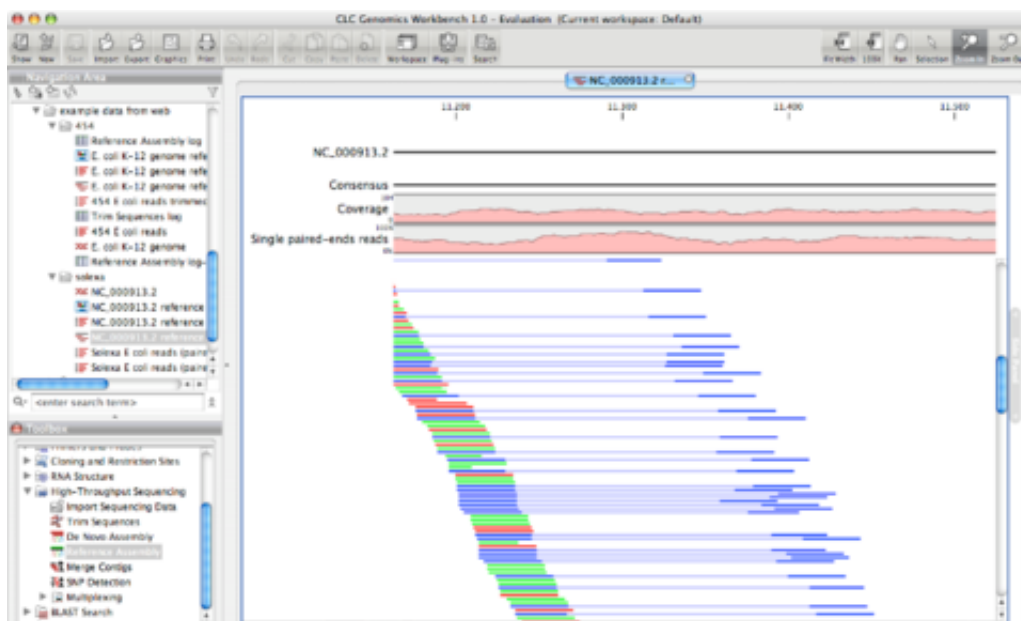 CLC Genomics Workbench 1.0 – Evaluation (Current workspace: Default)
Show New Save Import Export Graphics Print Undo Redo Cut Copy Paste Delete Workspace Plug-ins Search Fit Width 100% Pan Selection Zoom In Zoom Out
Navigation Area
NC_000913.2 r...
example data from web
454
Reference Assembly log
E. coli K-12 genome refe
E. coli K-12 genome refe
E. coli K-12 genome refe
454 E coli reads trimmed
Trim Sequences log
454 E coli reads
E. coli K-12 genome
Reference Assembly log-
solexa
NC_000913.2
NC_000913.2 reference
NC_000913.2 reference
NC_000913.2 reference
Solexa E coli reads (paire
Solexa E coli reads (paire
<enter search term>
Toolbox
Cloning and Restriction Sites
RNA Structure
High-Throughput Sequencing
Import Sequencing Data
Trim Sequences
De Novo Assembly
Reference Assembly
Merge Contigs
SNP Detection
Multiplexing
BLAST Search
11.200 11.300 11.400 11.500
NC_000913.2
Consensus
Coverage
0
Single paired-ends reads